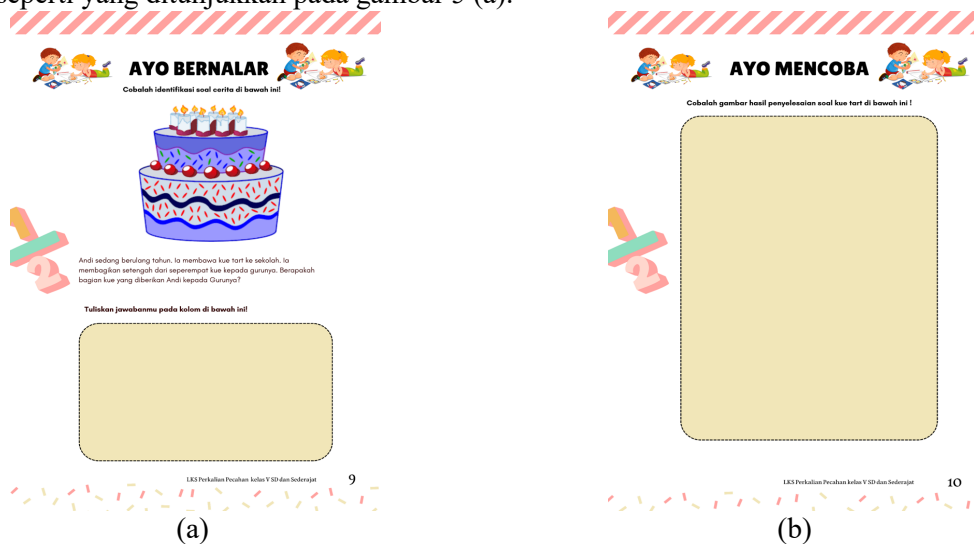 seperti yang ditunjukkan pada gambar 3 (a).
AYO BERNALAR
Cobalah identifikasi soal cerita di bawah ini!
Andi sedang berulang tahun. Ia membawa kue tart ke sekolah. Ia
membagikan setengah dari seperempat kue kepada gurunya. Berapakah
bagian kue yang diberikan Andi kepada Gurunya?
Tuliskan jawabanmu pada kolom di bawah ini!
LKS Perkalian Pecahan kelas V SD dan Sederajat 9
(a)
AYO MENCOBA
Cobalah gambar hasil penyelesaian soal kue tart di bawah ini !
LKS Perkalian Pecahan kelas V SD dan Sederajat 10
(b)